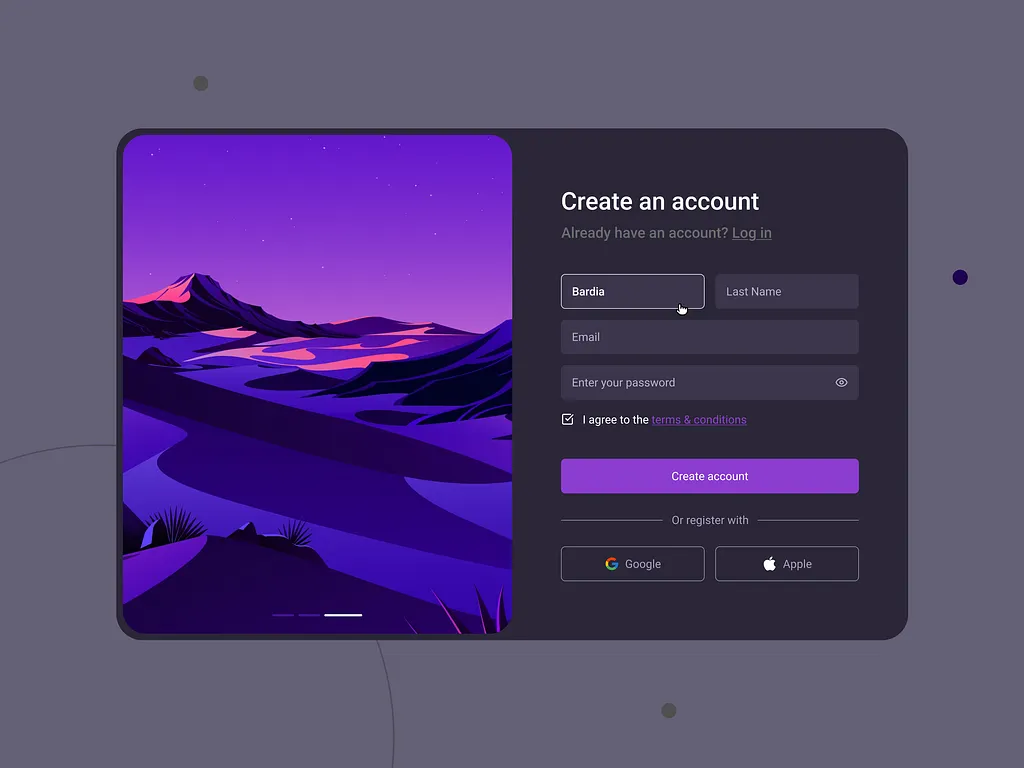 Create an account
Already have an account? Log in
Bardia
Last Name
Email
Enter your password
I agree to the terms & conditions
Create account
Or register with
Google
Apple